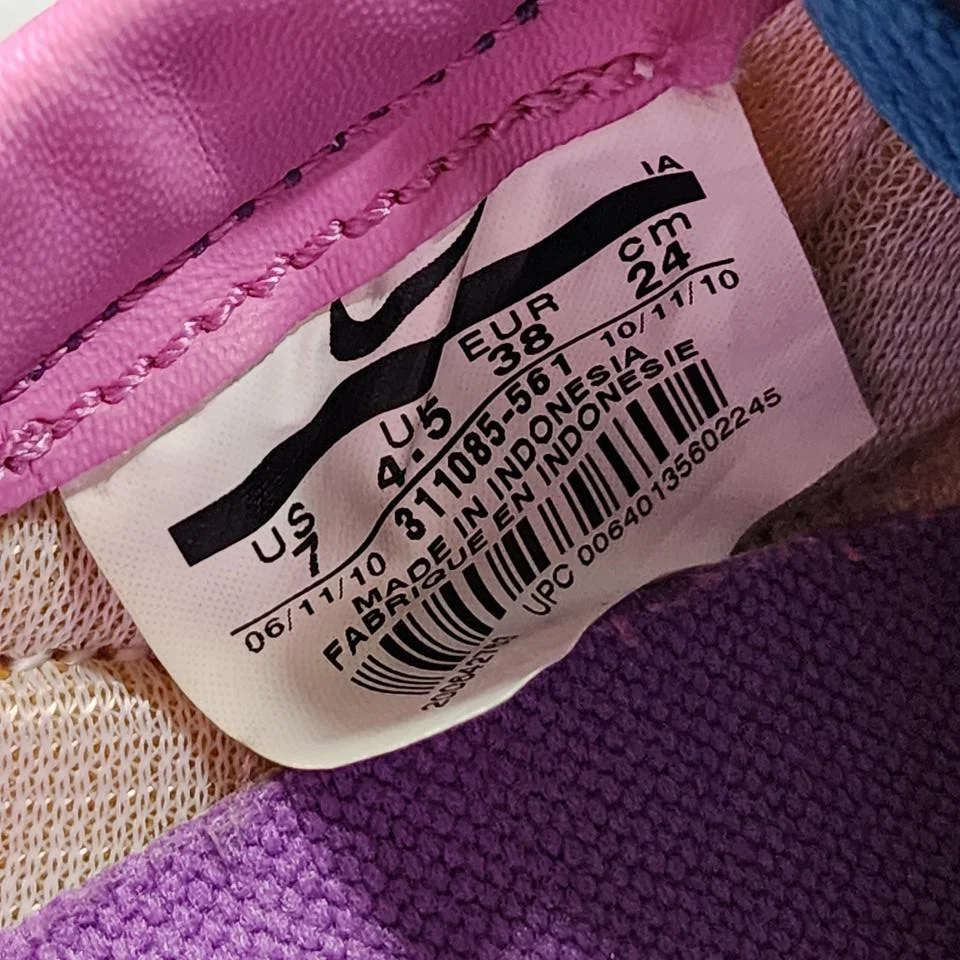 IA
US UK EUR cm
7 4.5 38 24
06/11/10 311085-561 10/11/10
MADE IN INDONESIA
FABRIQUE EN INDONESIE
UPC 00640135602245